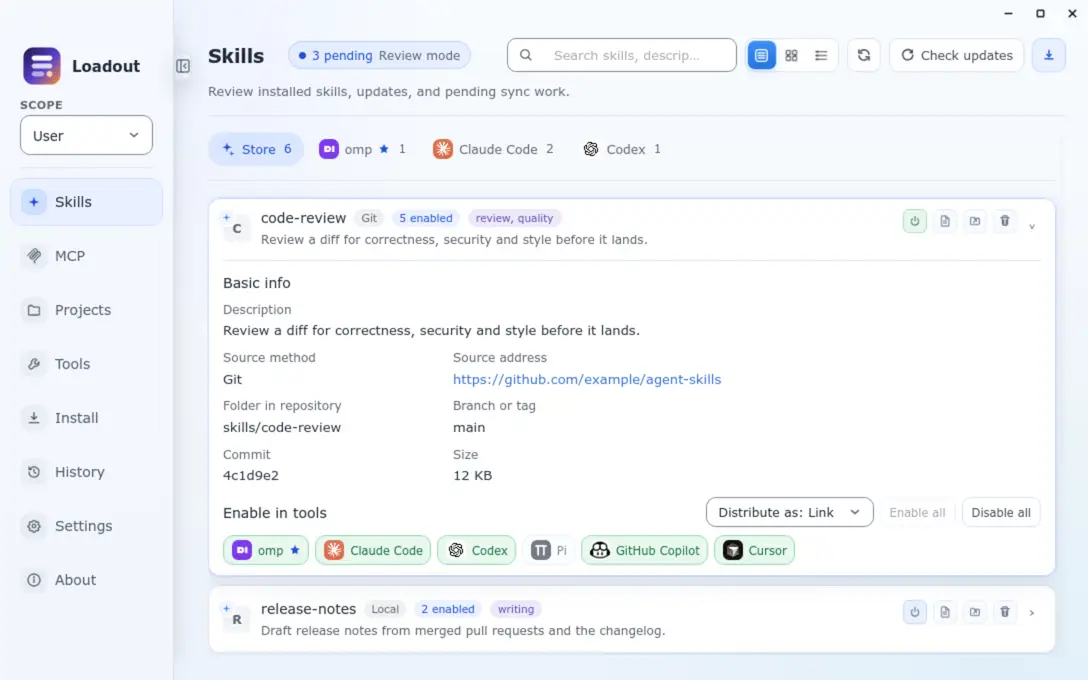 Loadout
SCOPE
User
Skills
MCP
Projects
Tools
Install
History
Settings
About
Skills
3 pending Review mode
Search skills, descrip...
Check updates
Review installed skills, updates, and pending sync work.
Store 6
DI omp 1
Claude Code 2
Codex 1
C
code-review Git 5 enabled review, quality
Review a diff for correctness, security and style before it lands.
Basic info
Description
Review a diff for correctness, security and style before it lands.
Source method Source address
Git https://github.com/example/agent-skills
Folder in repository Branch or tag
skills/code-review main
Commit Size
4c1d9e2 12 KB
Enable in tools Distribute as: Link Enable all Disable all
DI omp Claude Code Codex Pi GitHub Copilot Cursor
R
release-notes Local 2 enabled writing
Draft release notes from merged pull requests and the changelog.